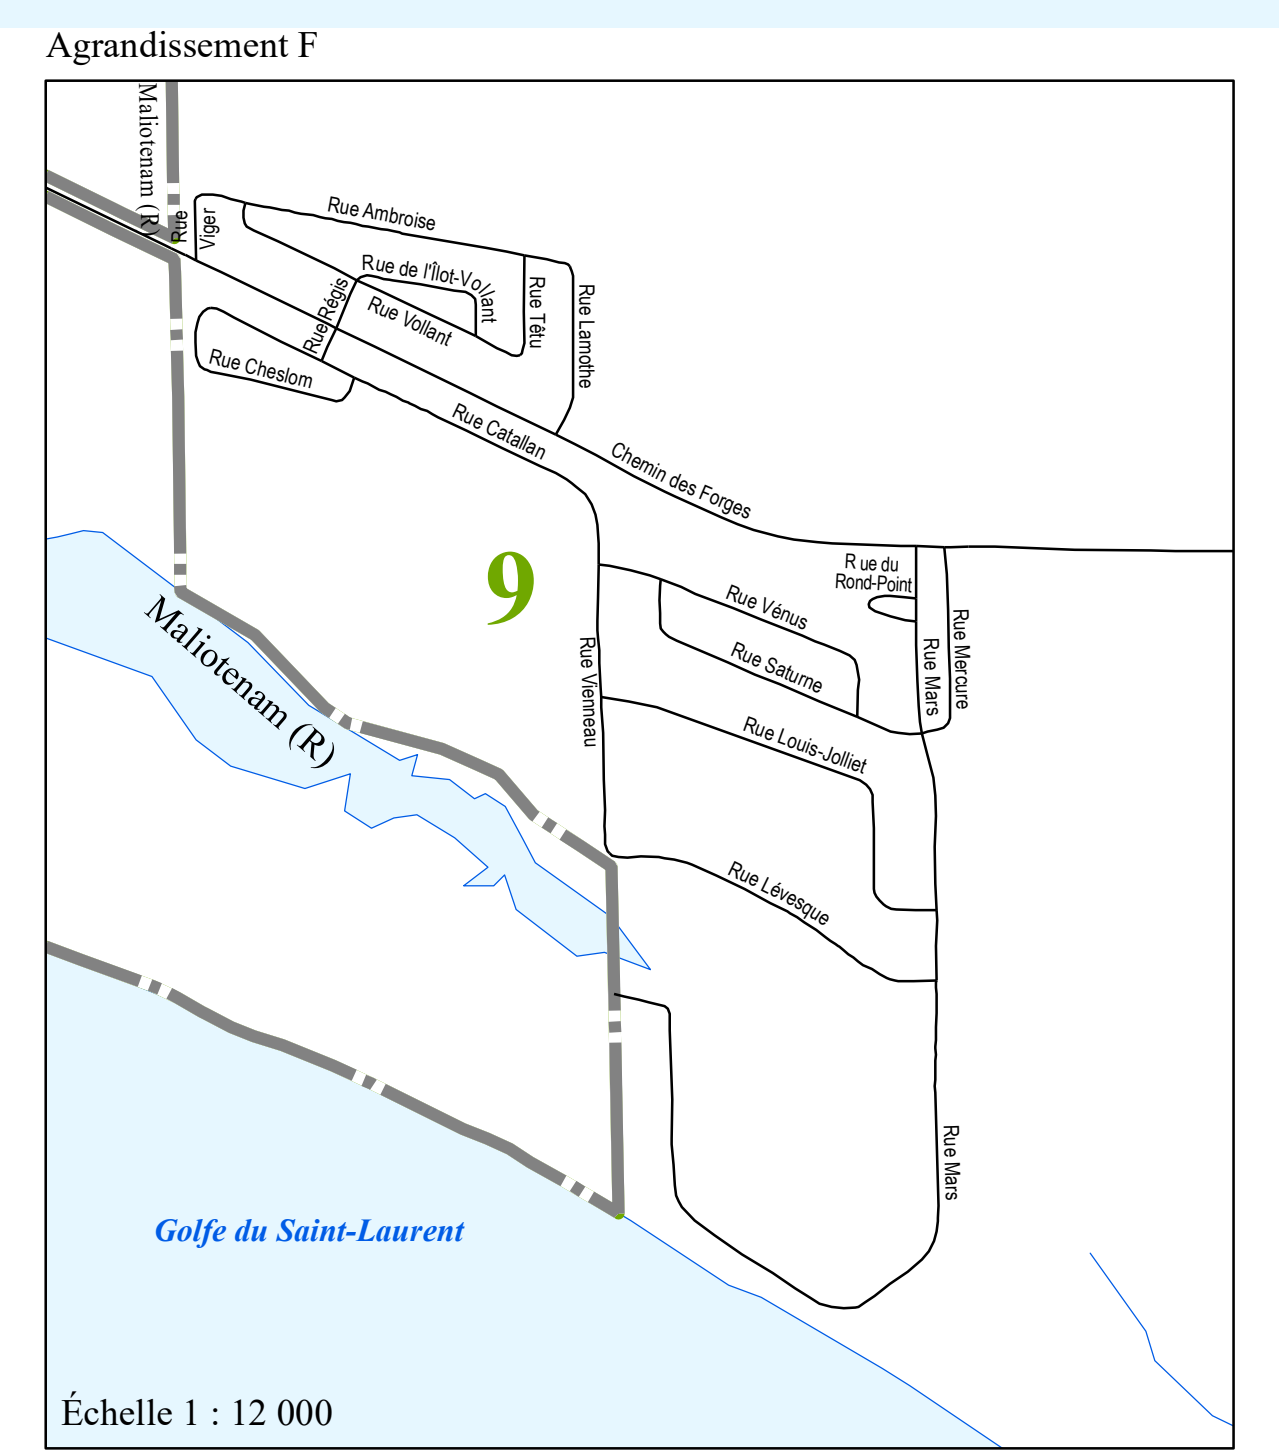 Agrandissement F
Maliotenam (R)
Rue
Viger
Rue Ambroise
Rue de l'Îlot-Vollant
Rue Régis
Rue Vollant
Rue Têtu
Rue Lamothe
Rue Cheslom
Rue Catallan
Chemin des Forges
9
R ue du
Rond-Point
Rue Vénus
Rue Mercure
Maliotenam (R)
Rue Vienneau
Rue Saturne
Rue Mars
Rue Louis-Jolliet
Rue Lévesque
Rue Mars
Golfe du Saint-Laurent
Échelle 1 : 12 000